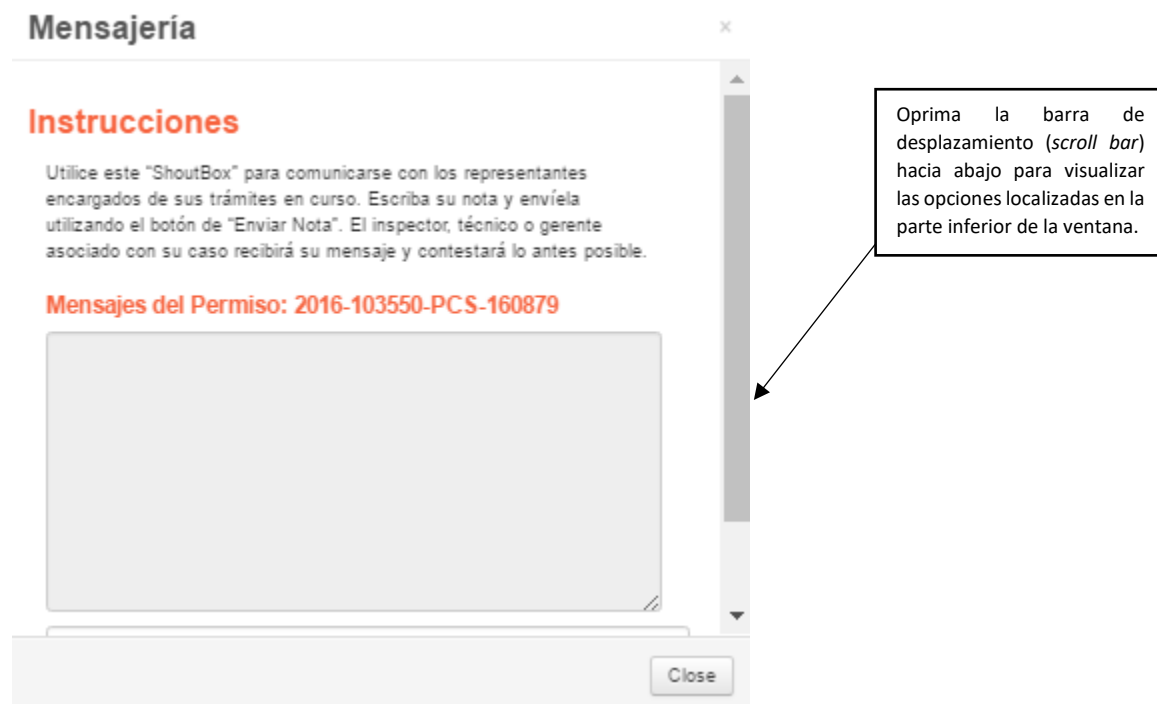 Mensajería
×
Instrucciones
Utilice este "ShoutBox" para comunicarse con los representantes
encargados de sus trámites en curso. Escriba su nota y envíela
utilizando el botón de "Enviar Nota". El inspector, técnico o gerente
asociado con su caso recibirá su mensaje y contestará lo antes posible.
Mensajes del Permiso: 2016-103550-PCS-160879
Close
Oprima la barra de
desplazamiento (scroll bar)
hacia abajo para visualizar
las opciones localizadas en la
parte inferior de la ventana.